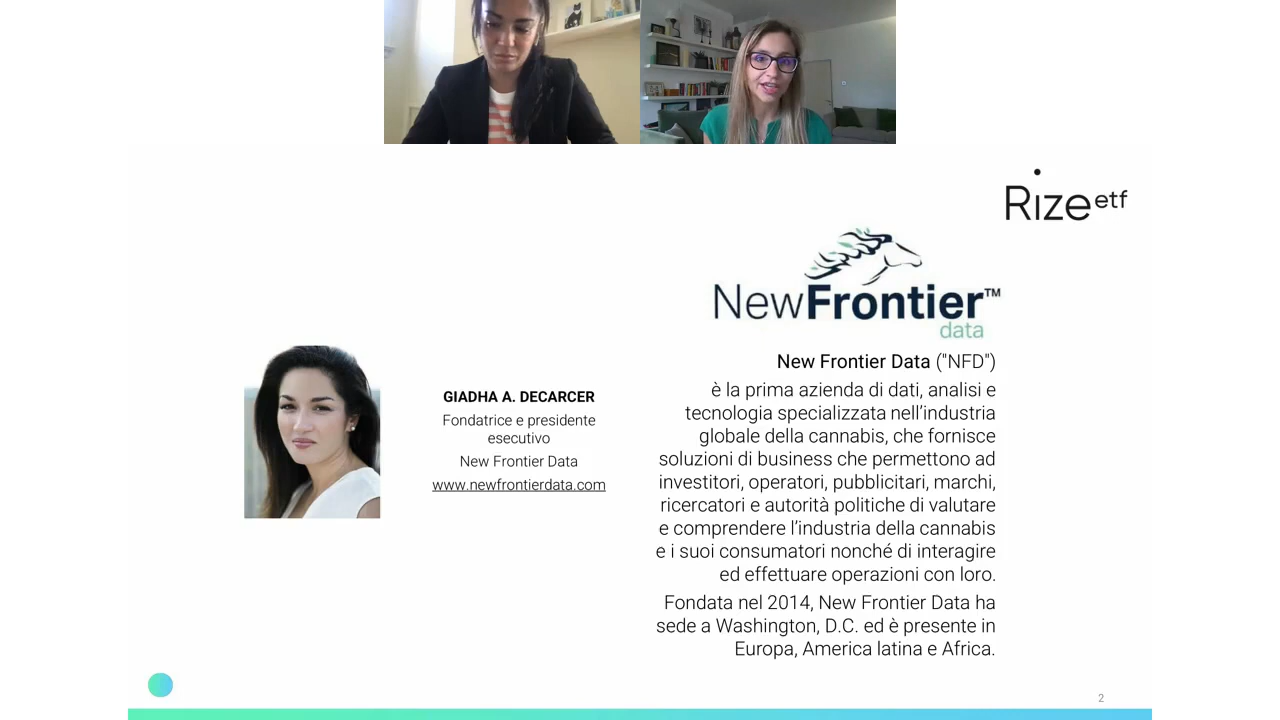 Rize etf
NewFrontier™
data
New Frontier Data ("NFD")
è la prima azienda di dati, analisi e
tecnologia specializzata nell'industria
globale della cannabis, che fornisce
soluzioni di business che permettono ad
investitori, operatori, pubblicitari, marchi,
ricercatori e autorità politiche di valutare
e comprendere l'industria della cannabis
e i suoi consumatori nonché di interagire
ed effettuare operazioni con loro.
Fondata nel 2014, New Frontier Data ha
sede a Washington, D.C. ed è presente in
Europa, America latina e Africa.
GIADHA A. DECARCER
Fondatrice e presidente
esecutivo
New Frontier Data
www.newfrontierdata.com
2